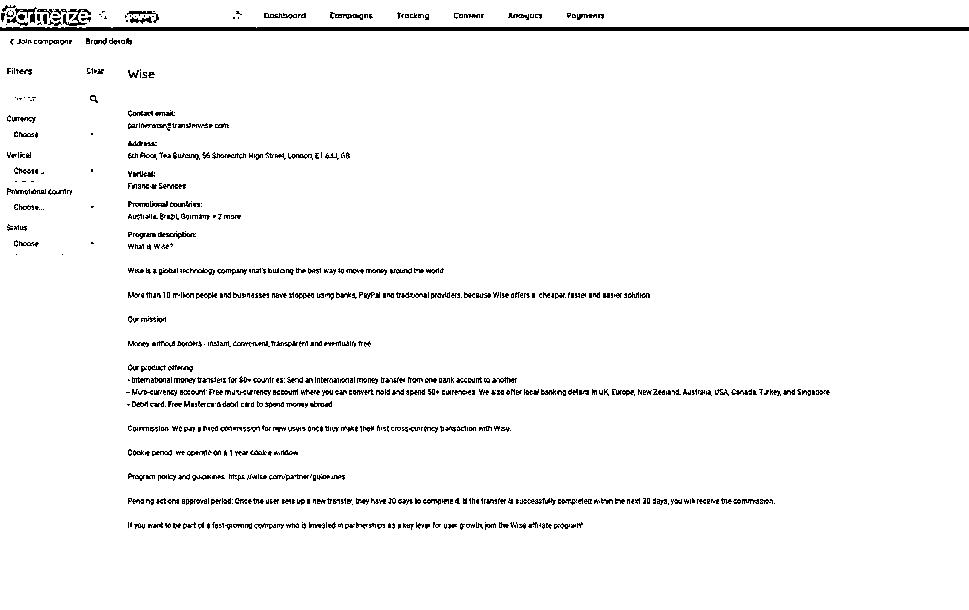 Partnerize
Dashboard Campaigns Tracking Content Analytics Payments
Join campaigns Brand details
Filters Clear
Wise
Contact email:
partnerwise@transferwise.com
Currency
Choose
Address:
6th Floor, Tea Building, 56 Shoreditch High Street, London, E1 6JJ, GB
Vertical
Choose...
Vertical:
Financial Services
Promotional country
Choose...
Promotional countries:
Australia, Brazil, Germany + 2 more
Status
Choose
Program description:
What is Wise?
Wise is a global technology company that's building the best way to move money around the world
More than 10 million people and businesses have stopped using banks, PayPal and traditional providers, because Wise offers a cheaper, faster and easier solution
Our mission
Money without borders - instant, convenient, transparent and eventually free
Our product offering
- International money transfers for 80+ countries: Send an international money transfer from one bank account to another
- Multi-currency account: Free multi-currency account where you can convert, hold and spend 50+ currencies. We also offer local banking details in UK, Europe, New Zealand, Australia, USA, Canada, Turkey, and Singapore
- Debit card: Free Mastercard debit card to spend money abroad
Commission: We pay a fixed commission for new users once they make their first cross-currency transaction with Wise.
Cookie period: we operate on a 1 year cookie window
Program policy and guidelines: https://wise.com/partner/guidelines
Pending actions approval period: Once the user sets up a new transfer, they have 30 days to complete it. If the transfer is successfully completed within the next 30 days, you will receive the commission.
If you want to be part of a fast-growing company who is invested in partnerships as a key lever for user growth, join the Wise affiliate program!